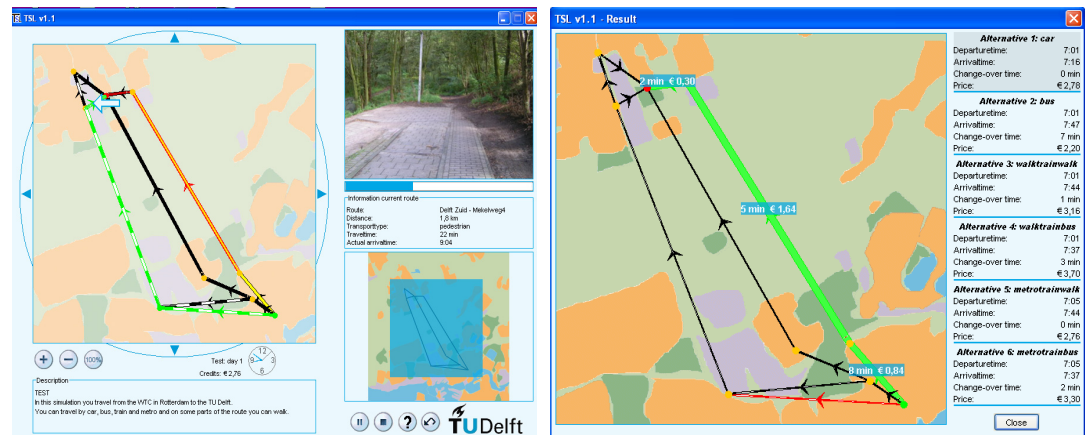 TSL v1.1
Information current route
Route: Delft Zuid - Mekelweg4
Distance: 1,8 km
Transporttype: pedestrian
Traveltime: 22 min
Actual arrivaltime: 9:04
100%
Test: day 1
Credits: € 2,76
12
9 3
6
Description
TEST
In this simulation you travel from the WTC in Rotterdam to the TU Delft.
You can travel by car, bus, train and metro and on some parts of the route you can walk.
?
TUDelft
TSL v1.1 - Result
2 min € 0,30
5 min € 1,64
8 min € 0,84
Alternative 1: car
Departuretime: 7:01
Arrivaltime: 7:16
Change-over time: 0 min
Price: € 2,78
Alternative 2: bus
Departuretime: 7:01
Arrivaltime: 7:47
Change-over time: 7 min
Price: € 2,20
Alternative 3: walktrainwalk
Departuretime: 7:01
Arrivaltime: 7:44
Change-over time: 1 min
Price: € 3,16
Alternative 4: walktrainbus
Departuretime: 7:01
Arrivaltime: 7:37
Change-over time: 3 min
Price: € 3,70
Alternative 5: metrotrainwalk
Departuretime: 7:05
Arrivaltime: 7:44
Change-over time: 0 min
Price: € 2,76
Alternative 6: metrotrainbus
Departuretime: 7:05
Arrivaltime: 7:37
Change-over time: 2 min
Price: € 3,30
Close